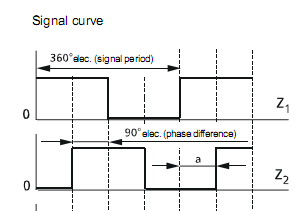 Signal curve
360° elec. (signal period)
0
Z1
90° elec. (phase difference)
a
0
Z2